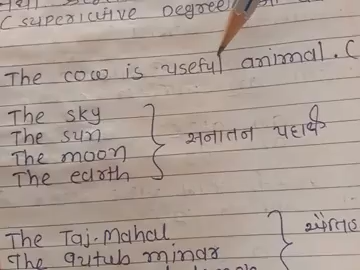 (superlative Degree
The cow is useful animal. (
The sky
The sun
The moon
The earth
सनातन पदार्थ
The Taj-Mahal
The qutub minar